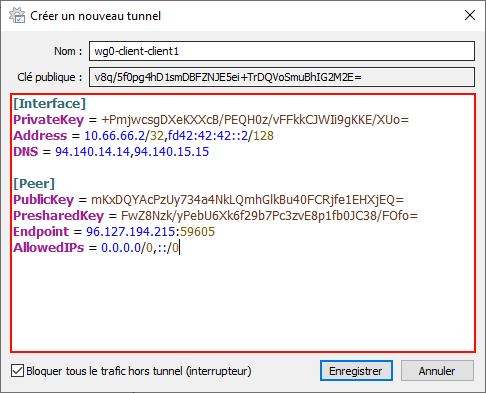 Créer un nouveau tunnel
Nom :
wg0-client-client1
Clé publique :
v8q/5f0pg4hD1smDBFZNJE5ei+TrDQVoSmuBhIG2M2E=
[Interface]
PrivateKey = +PmjwcsgDXeKXXcB/PEQH0z/vFFkkCJWIi9gKKE/XUo=
Address = 10.66.66.2/32,fd42:42:42::2/128
DNS = 94.140.14.14,94.140.15.15
[Peer]
PublicKey = mKxDQYAcPzUy734a4NkLQmhGlkBu40FCRjfe1EHXjEQ=
PresharedKey = FwZ8Nzk/yPebU6Xk6f29b7Pc3zvE8p1fb0JC38/FOfo=
Endpoint = 96.127.194.215:59605
AllowedIPs = 0.0.0.0/0,::/0
Bloquer tous le trafic hors tunnel (interrupteur)
Enregistrer
Annuler